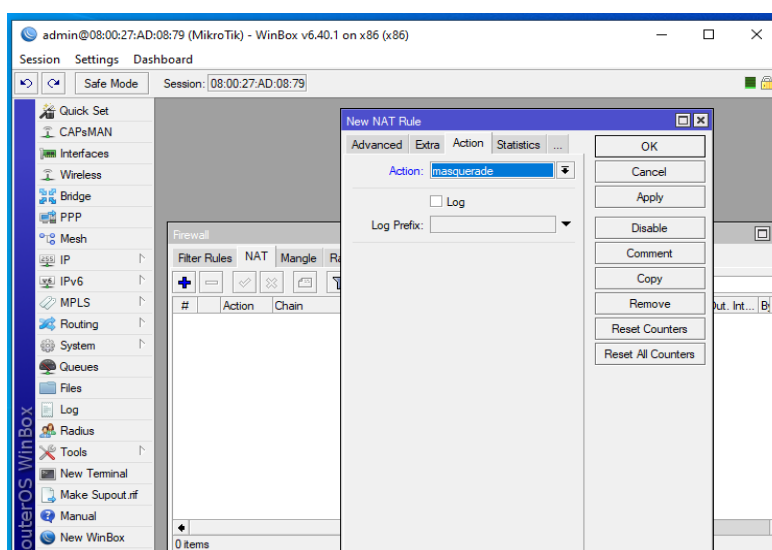 admin@08:00:27:AD:08:79 (MikroTik) - WinBox v6.40.1 on x86 (x86)
Session Settings Dashboard
Safe Mode Session: 08:00:27:AD:08:79
Quick Set
CAPsMAN
Interfaces
Wireless
Bridge
PPP
Mesh
IP
IPv6
MPLS
Routing
System
Queues
Files
Log
Radius
Tools
New Terminal
Make Supout.rif
Manual
New WinBox
outerOS WinBox
Firewall
Filter Rules NAT Mangle Ra
# Action Chain
Out. Int... By
0 items
New NAT Rule
Advanced Extra Action Statistics ...
Action: masquerade
Log
Log Prefix:
OK
Cancel
Apply
Disable
Comment
Copy
Remove
Reset Counters
Reset All Counters